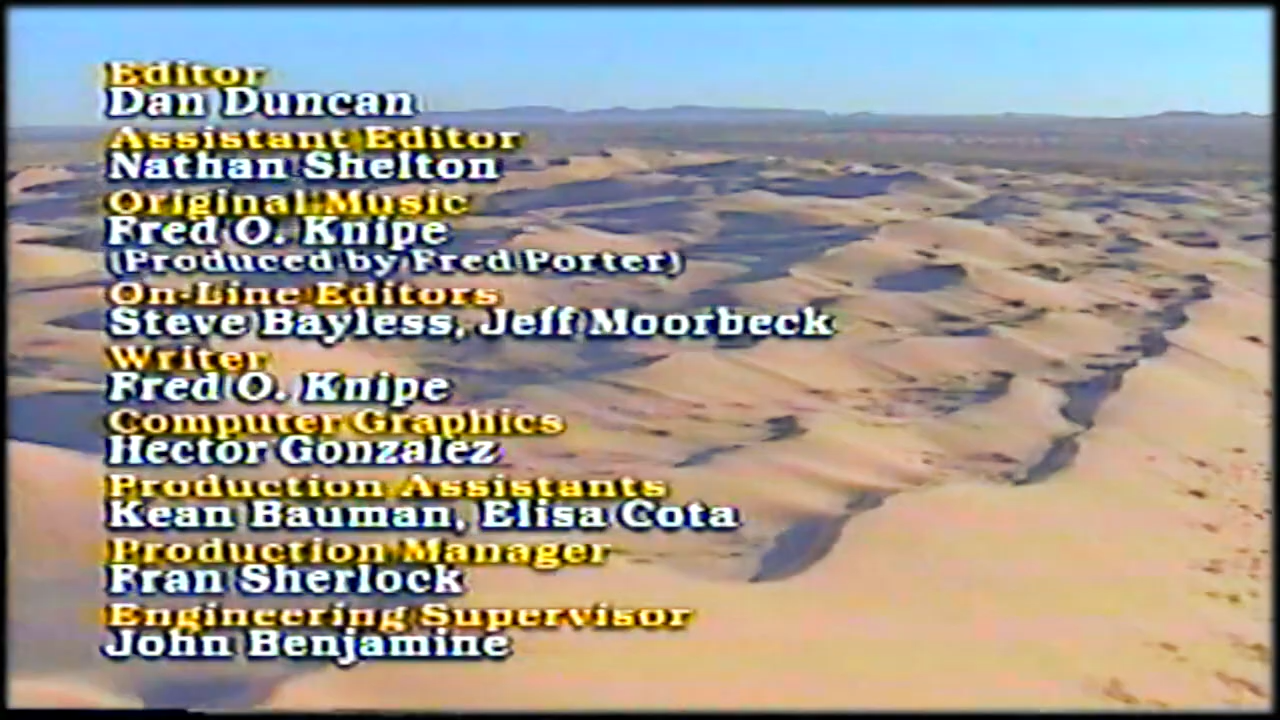 Editor
Dan Duncan
Assistant Editor
Nathan Shelton
Original Music
Fred O. Knipe
(Produced by Fred Porter)
On-Line Editors
Steve Bayless, Jeff Moorbeck
Writer
Fred O. Knipe
Computer Graphics
Hector Gonzalez
Production Assistants
Kean Bauman, Elisa Cota
Production Manager
Fran Sherlock
Engineering Supervisor
John Benjamine